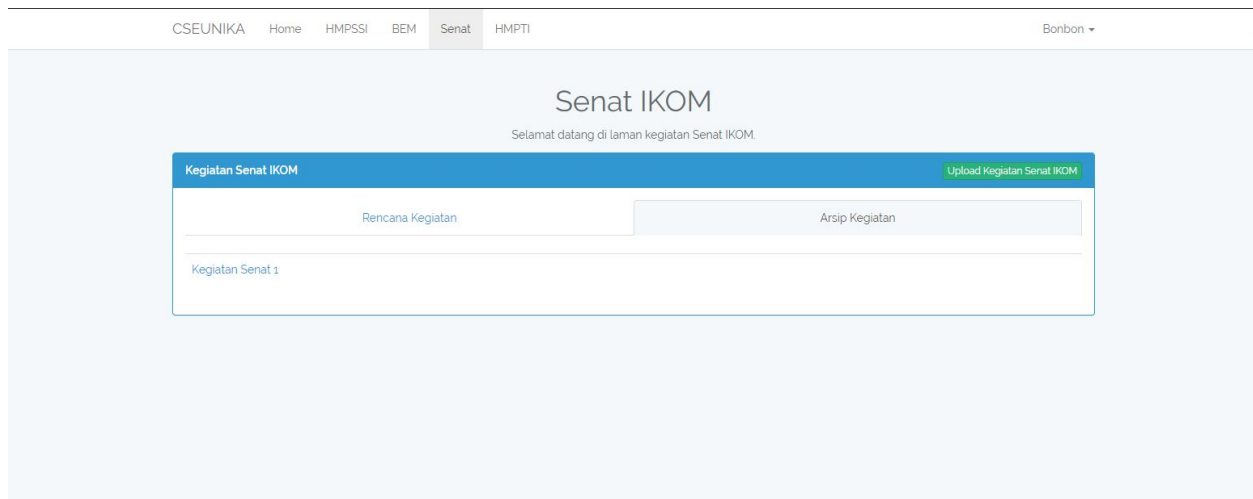 CSEUNIKA Home HMPSSI BEM Senat HMPTI Bonbon
Senat IKOM
Selamat datang di laman kegiatan Senat IKOM.
Kegiatan Senat IKOM Upload Kegiatan Senat IKOM
Rencana Kegiatan Arsip Kegiatan
Kegiatan Senat 1